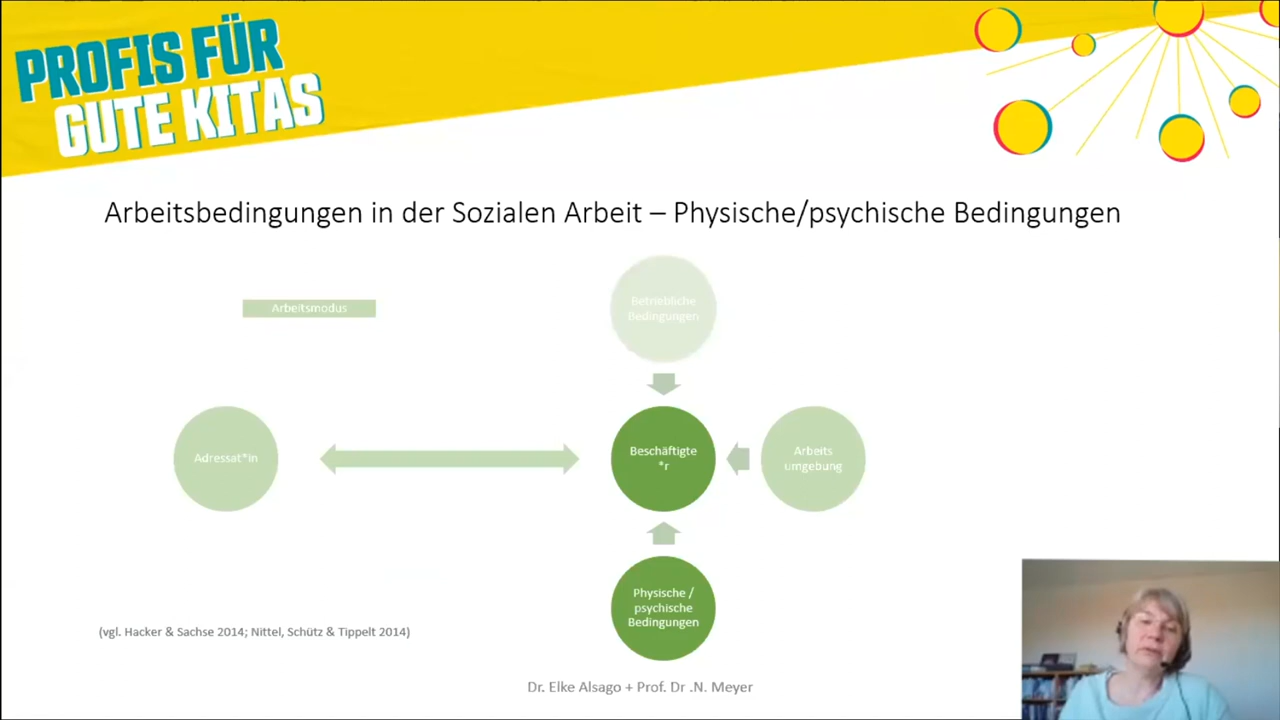 PROFIS FÜR
GUTE KITAS
Arbeitsbedingungen in der Sozialen Arbeit – Physische/psychische Bedingungen
Arbeitsmodus
Betriebliche
Bedingungen
Adressat*in
Beschäftigte
*r
Arbeits
umgebung
Physische /
psychische
Bedingungen
(vgl. Hacker & Sachse 2014; Nittel, Schütz & Tippelt 2014)
Dr. Elke Alsago + Prof. Dr .N. Meyer